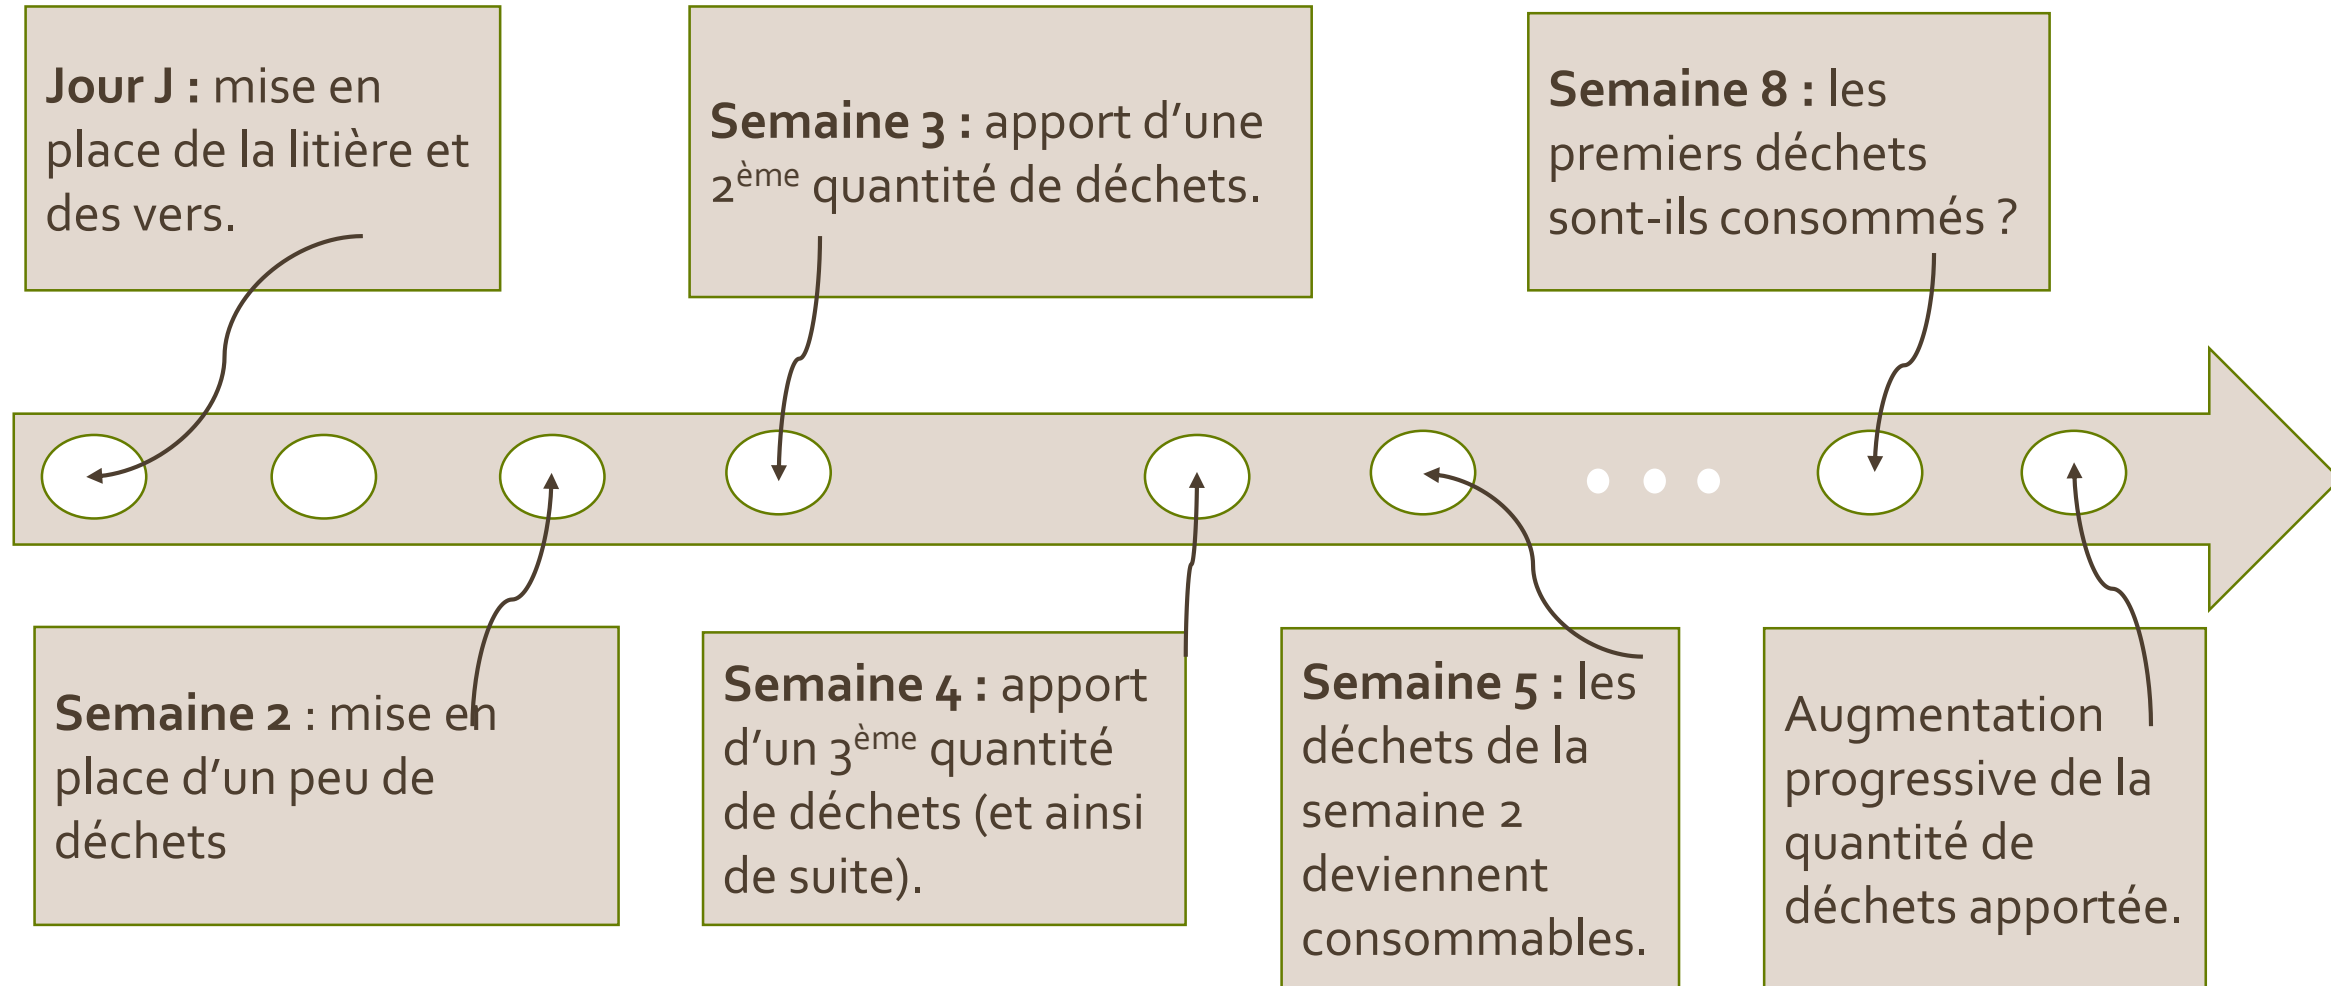 Jour J : mise en
place de la litière et
des vers.
Semaine 3 : apport d’une
2ème quantité de déchets.
Semaine 8 : les
premiers déchets
sont-ils consommés ?
Semaine 2 : mise en
place d’un peu de
déchets
Semaine 4 : apport
d’un 3ème quantité
de déchets (et ainsi
de suite).
Semaine 5 : les
déchets de la
semaine 2
deviennent
consommables.
Augmentation
progressive de la
quantité de
déchets apportée.